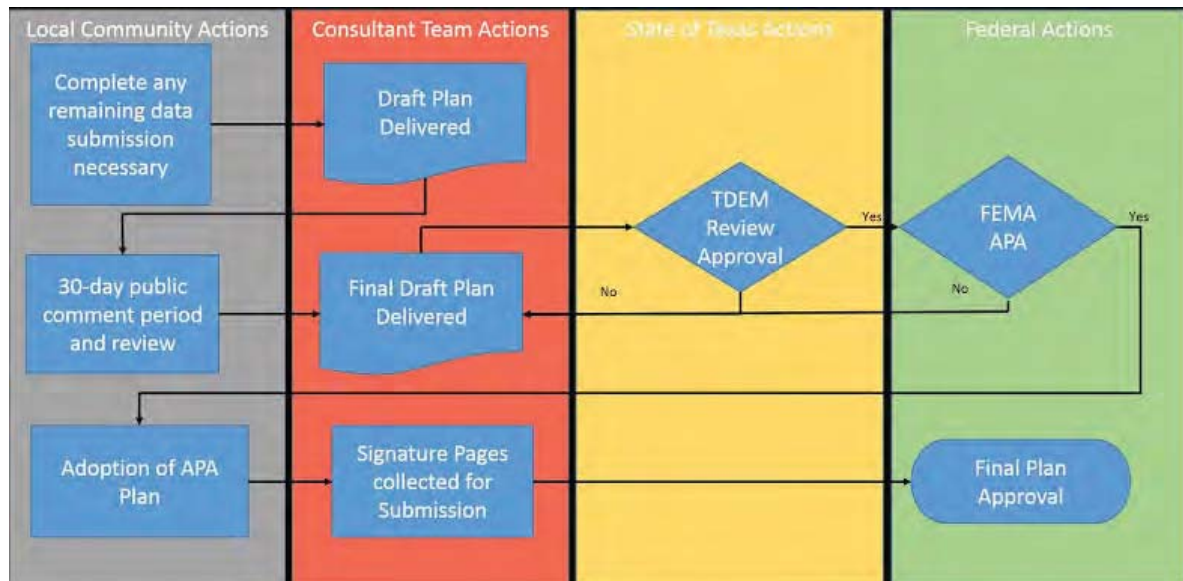 Local Community Actions
Consultant Team Actions
State of Texas Actions
Federal Actions
Complete any
remaining data
submission
necessary
Draft Plan
Delivered
TDEM
Review
Approval
Yes
FEMA
APA
Yes
30-day public
comment period
and review
Final Draft Plan
Delivered
No
No
Adoption of APA
Plan
Signature Pages
collected for
Submission
Final Plan
Approval